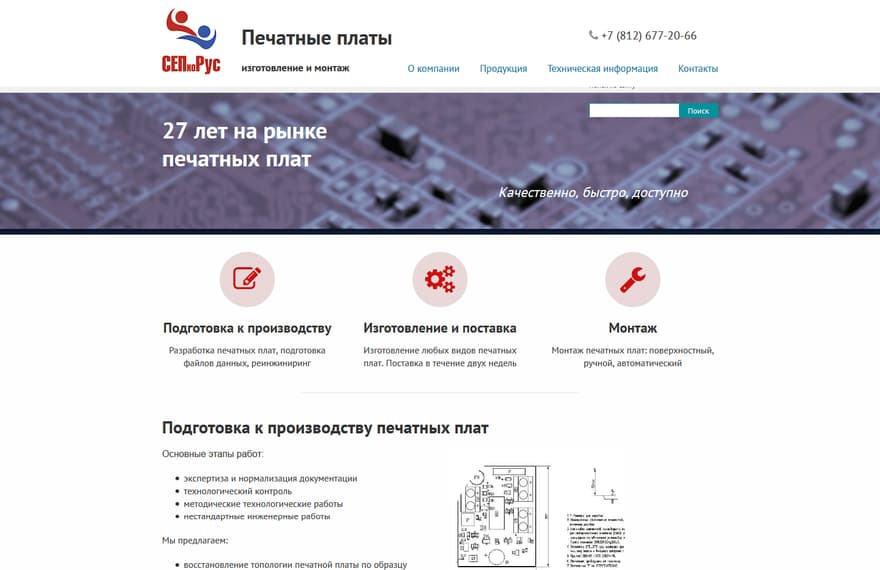 СЕПкоРус
Печатные платы
изготовление и монтаж
+7 (812) 677-20-66
О компании
Продукция
Техническая информация
Контакты
Поиск
27 лет на рынке
печатных плат
Качественно, быстро, доступно
Подготовка к производству
Разработка печатных плат, подготовка
файлов данных, реинжиниринг
Изготовление и поставка
Изготовление любых видов печатных
плат. Поставка в течение двух недель
Монтаж
Монтаж печатных плат: поверхностный,
ручной, автоматический
Подготовка к производству печатных плат
Основные этапы работ:
экспертиза и нормализация документации
технологический контроль
методические технологические работы
нестандартные инженерные работы
Мы предлагаем:
восстановление топологии печатной платы по образцу